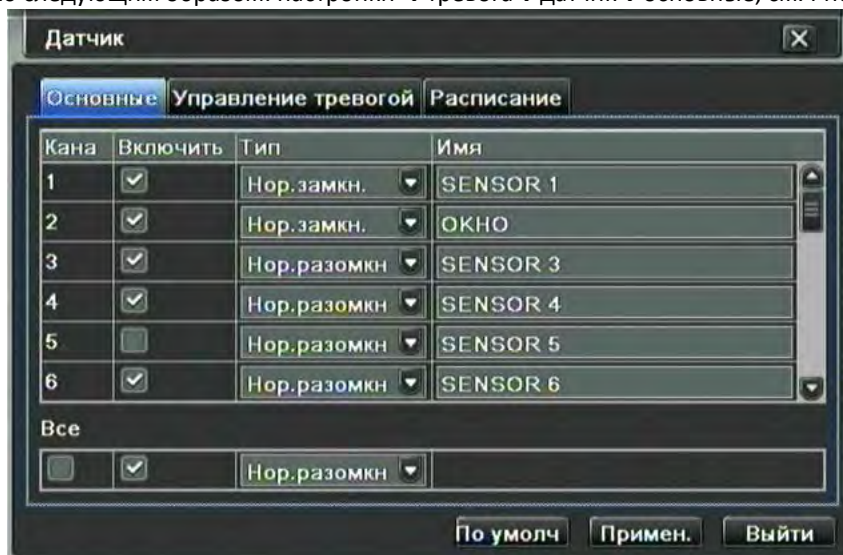 Датчик
Основные Управление тревогой Расписание
Кана Включить Тип Имя
1 Нор.замкн. SENSOR 1
2 Нор.замкн. ОКНО
3 Нор.разомкн SENSOR 3
4 Нор.разомкн SENSOR 4
5 Нор.разомкн SENSOR 5
6 Нор.разомкн SENSOR 6
Все
Нор.разомкн
По умолч Примен. Выйти